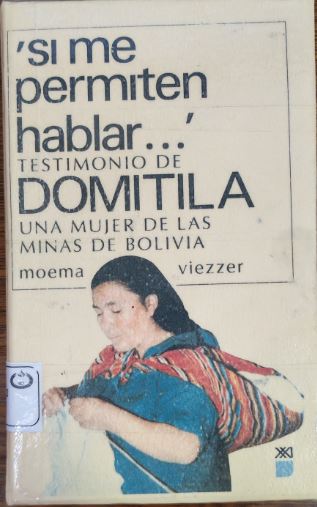 'si me
permiten
hablar...'
TESTIMONIO DE
DOMITILA
UNA MUJER DE LAS
MINAS DE BOLIVIA
moema viezzer